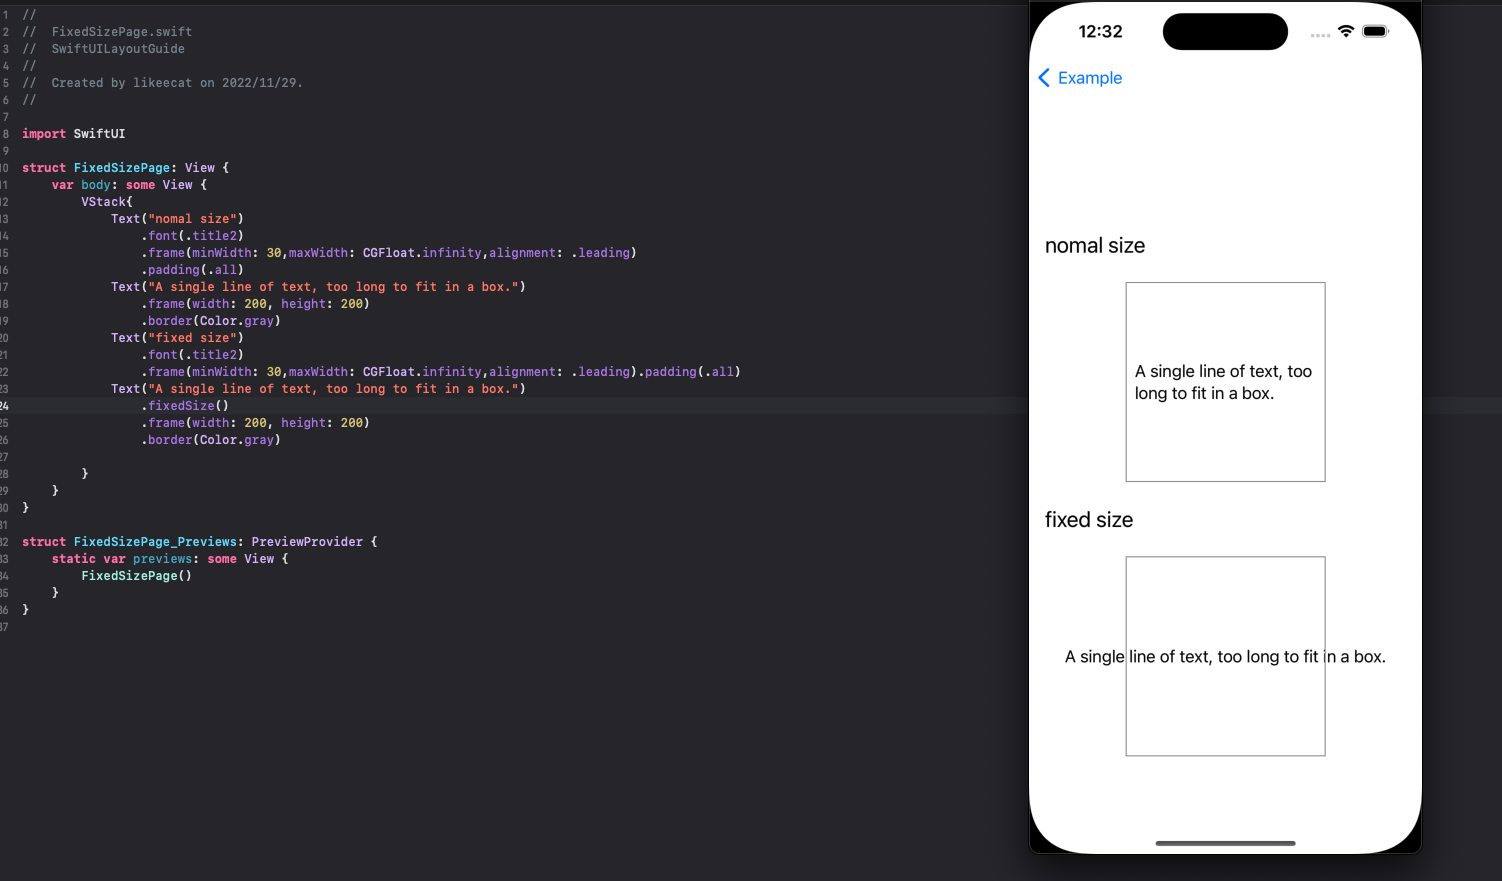 1 //
2 //  FixedSizePage.swift
3 //  SwiftUILayoutGuide
4 //
5 //  Created by likeecat on 2022/11/29.
6 //
7
8 import SwiftUI
9
10 struct FixedSizePage: View {
11     var body: some View {
12         VStack{
13             Text("nomal size")
14                 .font(.title2)
15                 .frame(minWidth: 30,maxWidth: CGFloat.infinity,alignment: .leading)
16                 .padding(.all)
17             Text("A single line of text, too long to fit in a box.")
18                 .frame(width: 200, height: 200)
19                 .border(Color.gray)
20             Text("fixed size")
21                 .font(.title2)
22                 .frame(minWidth: 30,maxWidth: CGFloat.infinity,alignment: .leading).padding(.all)
23             Text("A single line of text, too long to fit in a box.")
24                 .fixedSize()
25                 .frame(width: 200, height: 200)
26                 .border(Color.gray)
27
28         }
29     }
30 }
31
32 struct FixedSizePage_Previews: PreviewProvider {
33     static var previews: some View {
34         FixedSizePage()
35     }
36 }
37
12:32
Example
nomal size
A single line of text, too
long to fit in a box.
fixed size
A single line of text, too long to fit in a box.